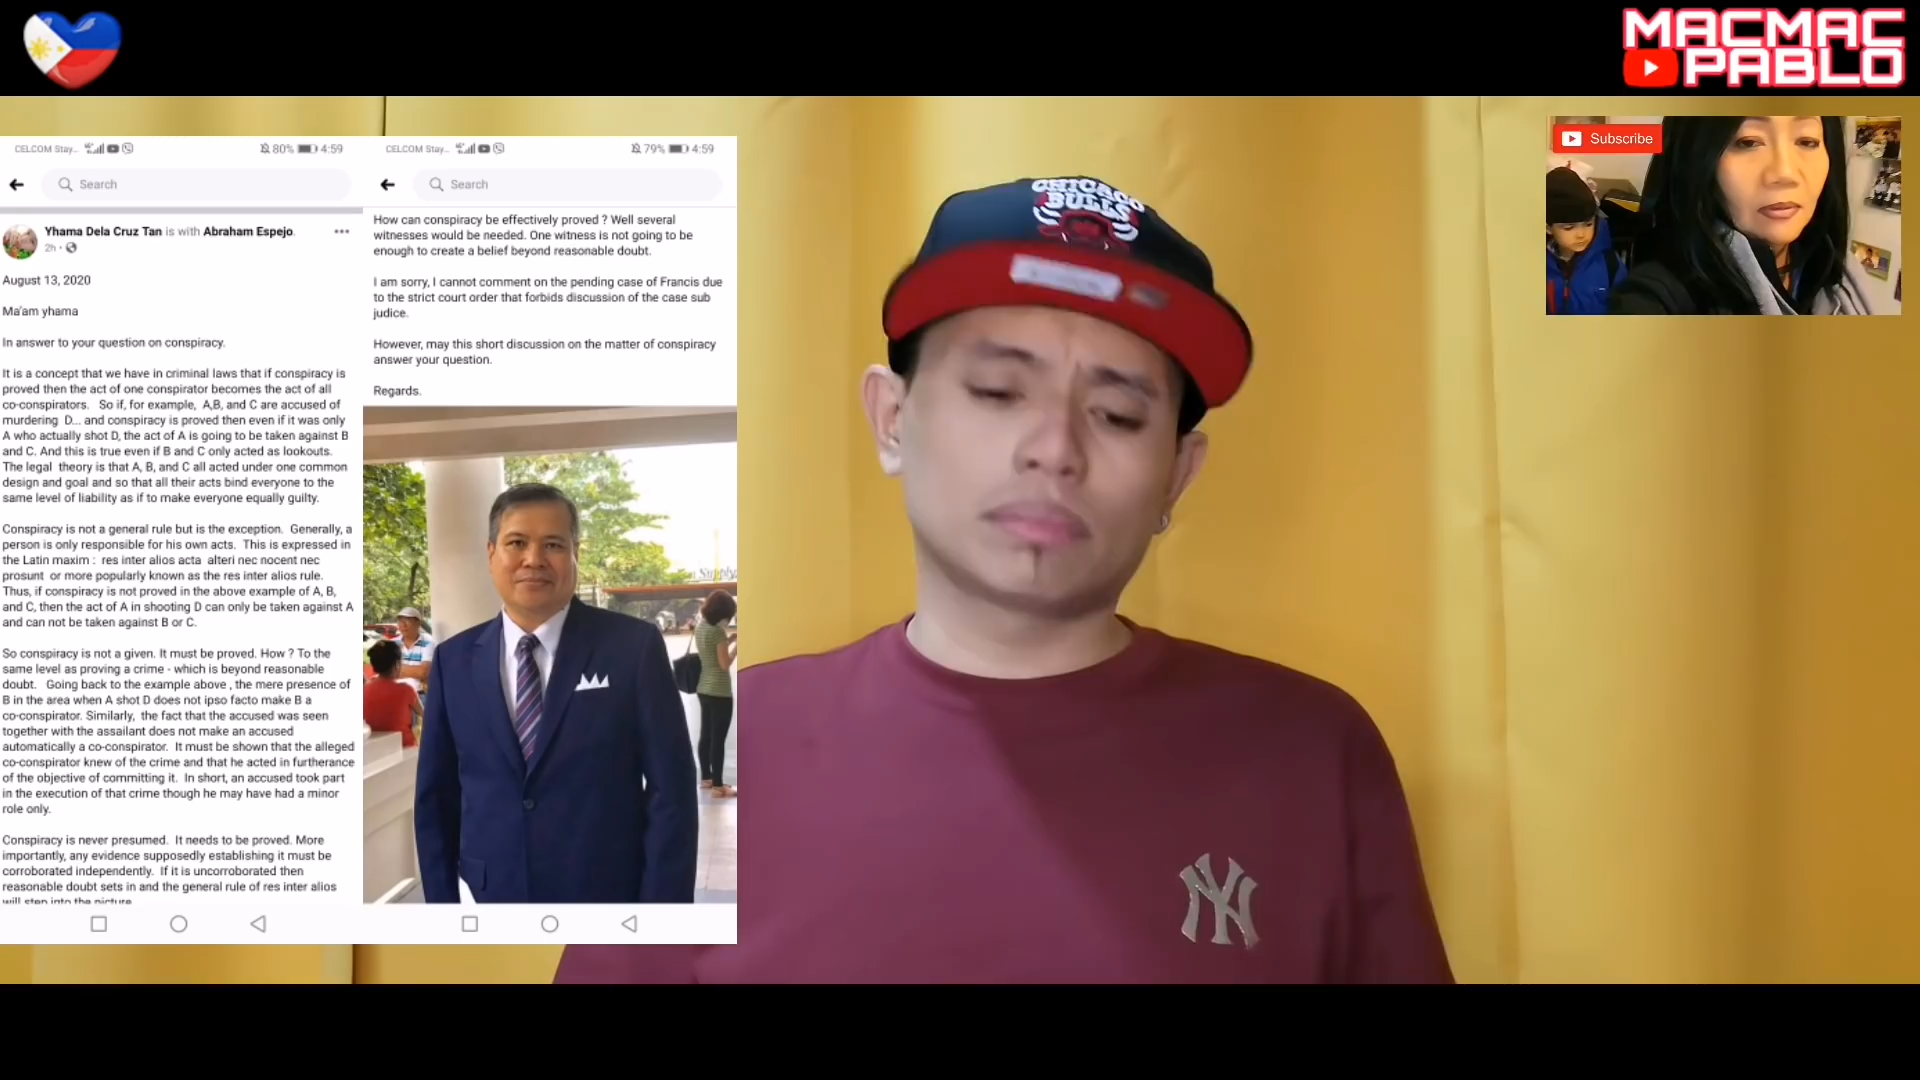 MACMAC
PABLO
Subscribe
CELCOM Stay...
80% 4:59
Search
Yhama Dela Cruz Tan is with Abraham Espejo.
2h
August 13, 2020
Ma'am yhama
In answer to your question on conspiracy.
It is a concept that we have in criminal laws that if conspiracy is
proved then the act of one conspirator becomes the act of all
co-conspirators. So if, for example, A,B, and C are accused of
murdering D... and conspiracy is proved then even if it was only
A who actually shot D, the act of A is going to be taken against B
and C. And this is true even if B and C only acted as lookouts.
The legal theory is that A, B, and C all acted under one common
design and goal and so that all their acts bind everyone to the
same level of liability as if to make everyone equally guilty.
Conspiracy is not a general rule but is the exception. Generally, a
person is only responsible for his own acts. This is expressed in
the Latin maxim : res inter alios acta alteri nec nocent nec
prosunt or more popularly known as the res inter alios rule.
Thus, if conspiracy is not proved in the above example of A, B,
and C, then the act of A in shooting D can only be taken against A
and can not be taken against B or C.
So conspiracy is not a given. It must be proved. How ? To the
same level as proving a crime - which is beyond reasonable
doubt. Going back to the example above , the mere presence of
B in the area when A shot D does not ipso facto make B a
co-conspirator. Similarly, the fact that the accused was seen
together with the assailant does not make an accused
automatically a co-conspirator. It must be shown that the alleged
co-conspirator knew of the crime and that he acted in furtherance
of the objective of committing it. In short, an accused took part
in the execution of that crime though he may have had a minor
role only.
Conspiracy is never presumed. It needs to be proved. More
importantly, any evidence supposedly establishing it must be
corroborated independently. If it is uncorroborated then
reasonable doubt sets in and the general rule of res inter alios
will step into the picture.
CELCOM Stay...
79% 4:59
Search
How can conspiracy be effectively proved ? Well several
witnesses would be needed. One witness is not going to be
enough to create a belief beyond reasonable doubt.
I am sorry, I cannot comment on the pending case of Francis due
to the strict court order that forbids discussion of the case sub
judice.
However, may this short discussion on the matter of conspiracy
answer your question.
Regards.
Simply
CHICAGO
BULLS
NY